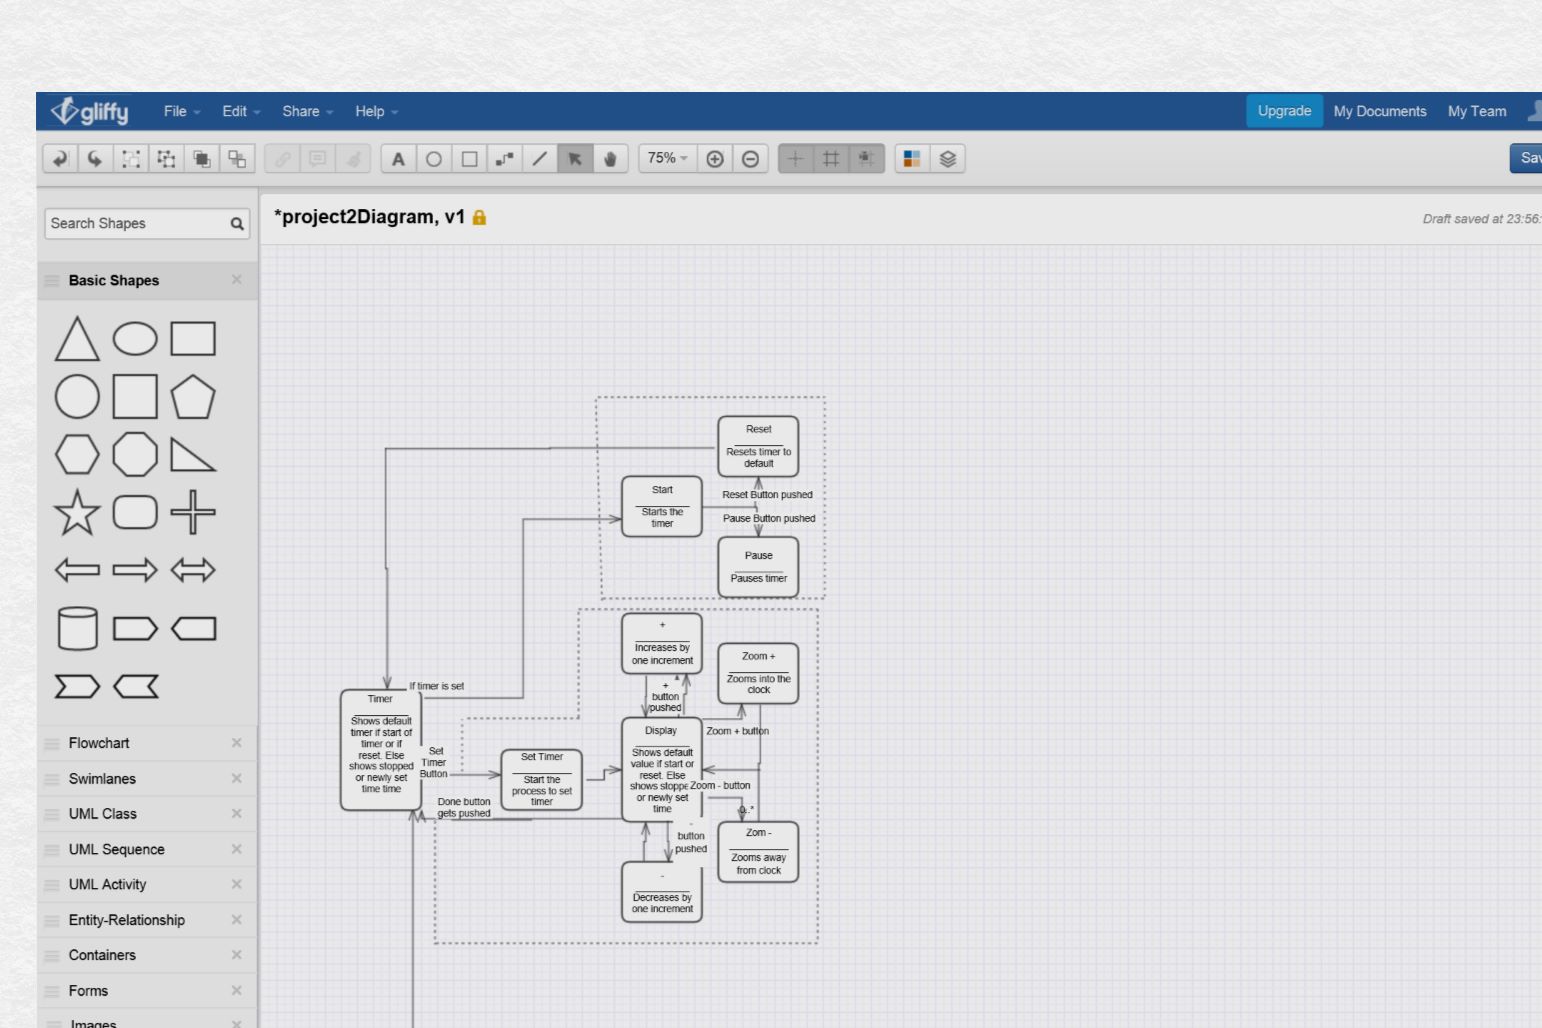 gliffy
File
Edit
Share
Help
Upgrade
My Documents
My Team
A
75%
Sav
Search Shapes
*project2Diagram, v1
Draft saved at 23:56:
Basic Shapes
Flowchart
Swimlanes
UML Class
UML Sequence
UML Activity
Entity-Relationship
Containers
Forms
Images
Reset
Resets timer to
default
Start
Starts the
timer
Reset Button pushed
Pause Button pushed
Pause
Pauses timer
+
Increases by
one increment
Zoom +
Zooms into the
clock
+
button
pushed
If timer is set
Timer
Shows default
timer if start of
timer or if
reset. Else
shows stopped
or newly set
time time
Set
Timer
Button
Set Timer
Start the
process to set
timer
Display
Shows default
value if start or
reset. Else
shows stoppe
or newly set
time
Zoom + button
Zoom - button
0..*
Done button
gets pushed
-
button
pushed
Zom -
Zooms away
from clock
-
Decreases by
one increment